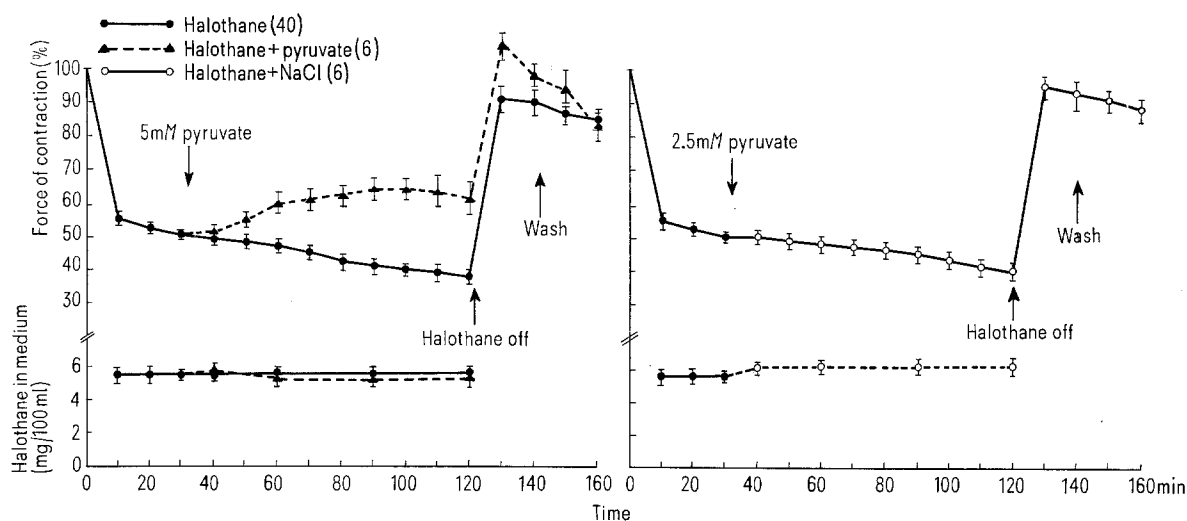 Halothane (40)
Halothane + pyruvate (6)
Halothane + NaCl (6)
Force of contraction (%)
100
90
80
70
60
50
40
30
5mM pyruvate
Wash
Halothane off
2.5mM pyruvate
Wash
Halothane off
Halothane in medium
(mg/100 ml)
6
4
2
0
0 20 40 60 80 100 120 140 160
0 20 40 60 80 100 120 140 160 min
Time